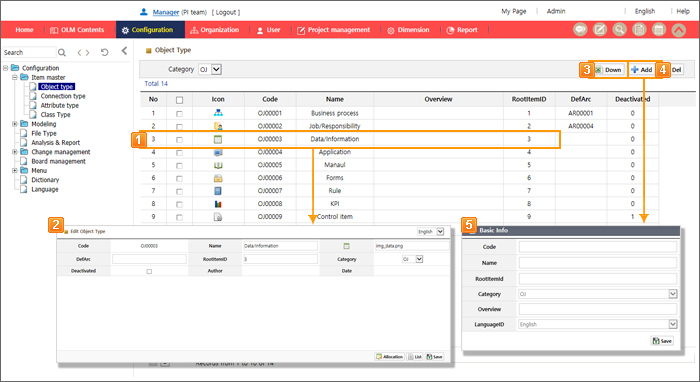 Manager (PI team) [ Logout ]
My Page
Admin
English
Help
Home
OLM Contents
Configuration
Organization
User
Project management
Dimension
Report
Search
Configuration
Item master
Object type
Connection type
Attribute type
Class Type
Modeling
File Type
Analysis & Report
Change management
Board management
Menu
Dictionary
Language
Object Type
Category OJ
3 Down Add 4 Del
Total 14
No Icon Code Name Overview RootItemID DefArc Deactivated
1 OJ00001 Business process 1 AR00001 0
2 OJ00002 Job/Responsibility 2 AR00004 0
1 3 OJ00003 Data/Information 3 0
4 OJ00004 Application 4 0
5 OJ00005 Manaul 5 0
6 OJ00006 Forms 6 0
7 OJ00007 Rule 7 0
8 OJ00008 KPI 8 0
9 OJ00009 Control item 9 1
2 Edit Object Type English
Code OJ00003 Name Data/Information img_data.png
DefArc RootItemID 3 Category OJ
Deactivated Author Date
Allocation List Save
5 Basic Info
Code
Name
RootItemId
Category OJ
Overview
LanguageID English
Save
Records from 1 to 10 of 14